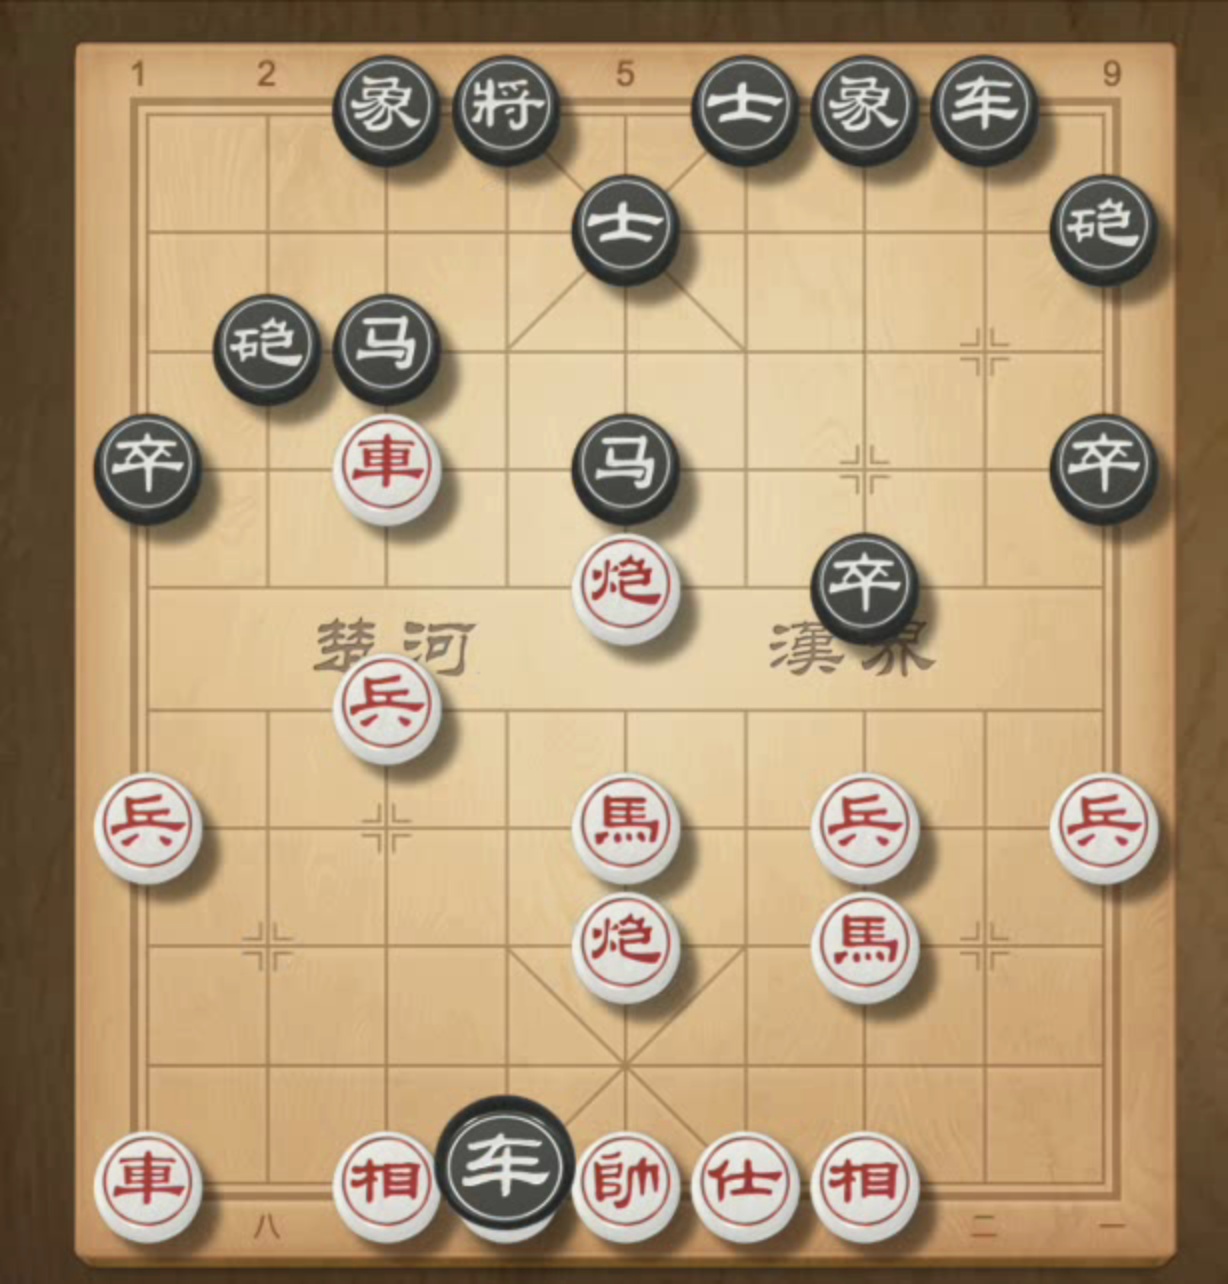 1 2 5 9
象 將 士 象 车
士 砲
砲 马
卒 車 马 卒
炮 卒
楚河 漢界
兵
兵 馬 兵 兵
炮 馬
車 相 车 帥 仕 相
八 二 一